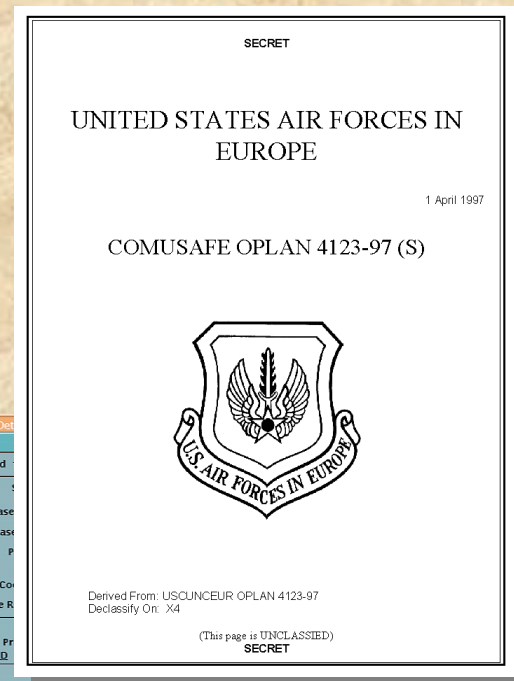 SECRET
UNITED STATES AIR FORCES IN
EUROPE
1 April 1997
COMUSAFE OPLAN 4123-97 (S)
U.S. AIR FORCES IN EUROPE
Derived From: USCUNCEUR OPLAN 4123-97
Declassify On: X4
(This page is UNCLASSIED)
SECRET